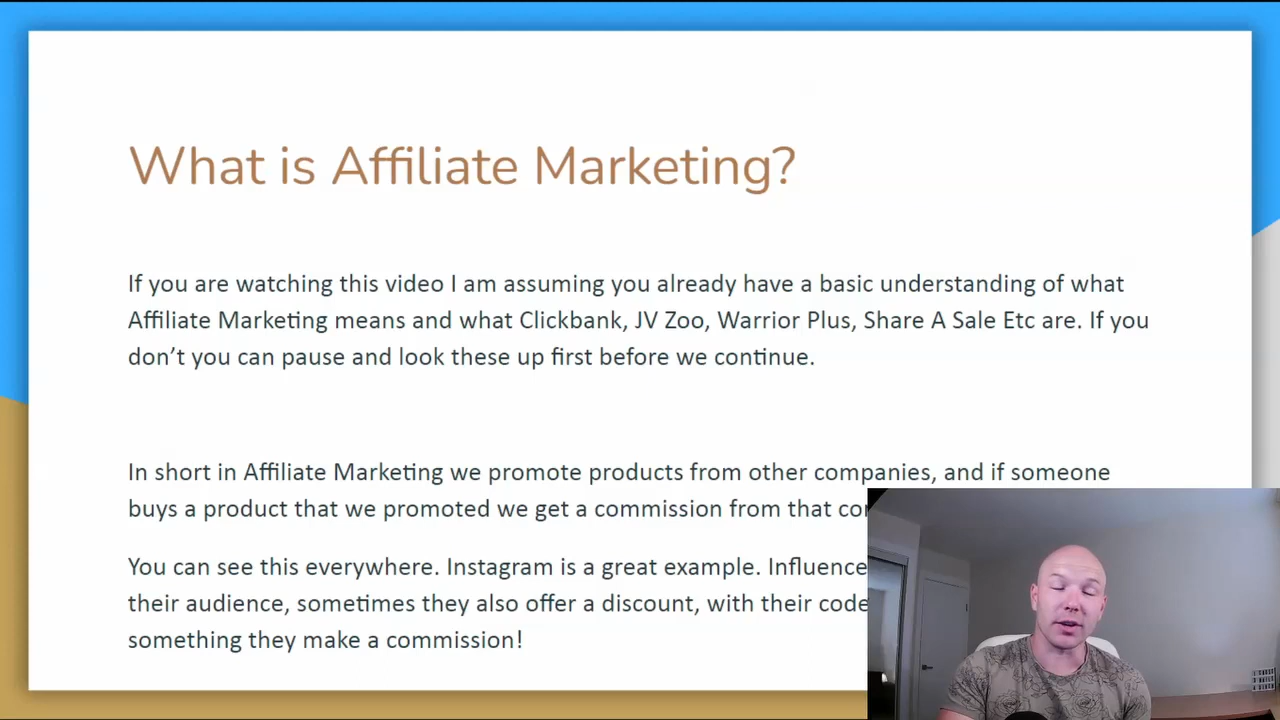 What is Affiliate Marketing?
If you are watching this video I am assuming you already have a basic understanding of what
Affiliate Marketing means and what Clickbank, JV Zoo, Warrior Plus, Share A Sale Etc are. If you
don’t you can pause and look these up first before we continue.
In short in Affiliate Marketing we promote products from other companies, and if someone
buys a product that we promoted we get a commission from that
You can see this everywhere. Instagram is a great example.
their audience, sometimes they also offer a discount, with their code
something they make a commission!